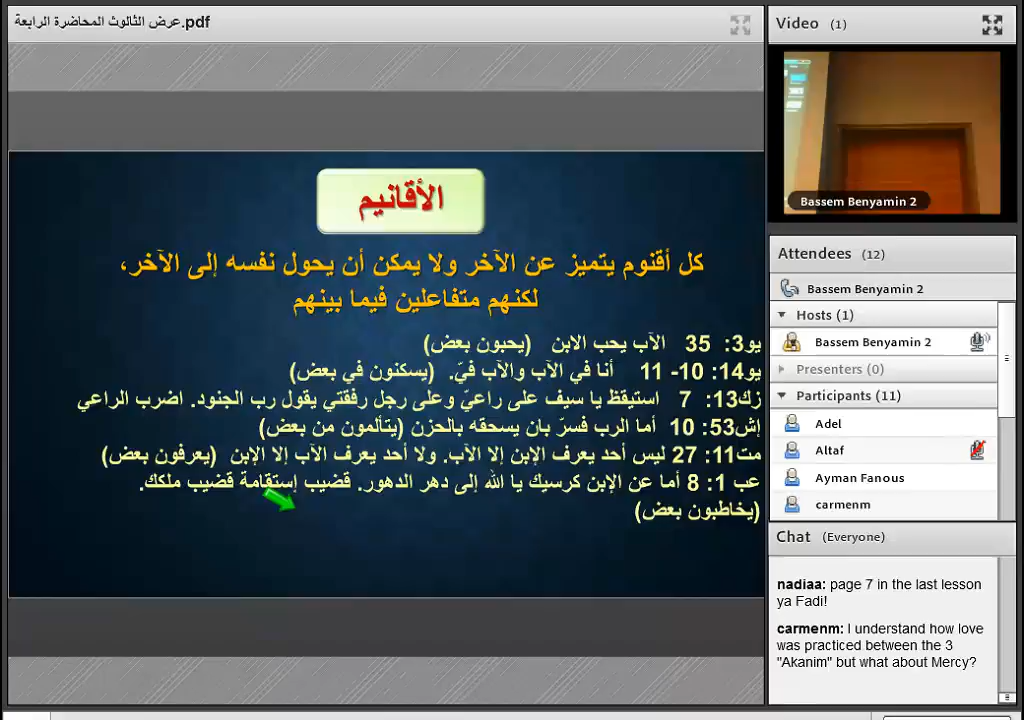 عرض الثالوث المحاضرة الرابعة.pdf
الأقانيم
كل أقنوم يتميز عن الآخر ولا يمكن أن يحول نفسه إلى الآخر،
لكنهم متفاعلين فيما بينهم
يو3: 35 الآب يحب الابن (يحبون بعض)
يو14: 10- 11 أنا في الآب والآب فيّ. (يسكنون في بعض)
زك13: 7 استيقظ يا سيف على راعيّ وعلى رجل رفقتي يقول رب الجنود. اضرب الراعي
إش53: 10 أما الرب فسرّ بان يسحقه بالحزن (يتألمون من بعض)
مت11: 27 ليس أحد يعرف الإبن إلا الآب. ولا أحد يعرف الآب إلا الإبن (يعرفون بعض)
عب 1: 8 أما عن الإبن كرسيك يا الله إلى دهر الدهور. قضيب إستقامة قضيب ملكك.
(يخاطبون بعض)
Video (1)
Bassem Benyamin 2
Attendees (12)
Bassem Benyamin 2
Hosts (1)
Bassem Benyamin 2
Presenters (0)
Participants (11)
Adel
Altaf
Ayman Fanous
carmenm
Chat (Everyone)
nadiaa: page 7 in the last lesson
ya Fadi!
carmenm: I understand how love
was practiced between the 3
"Akanim" but what about Mercy?